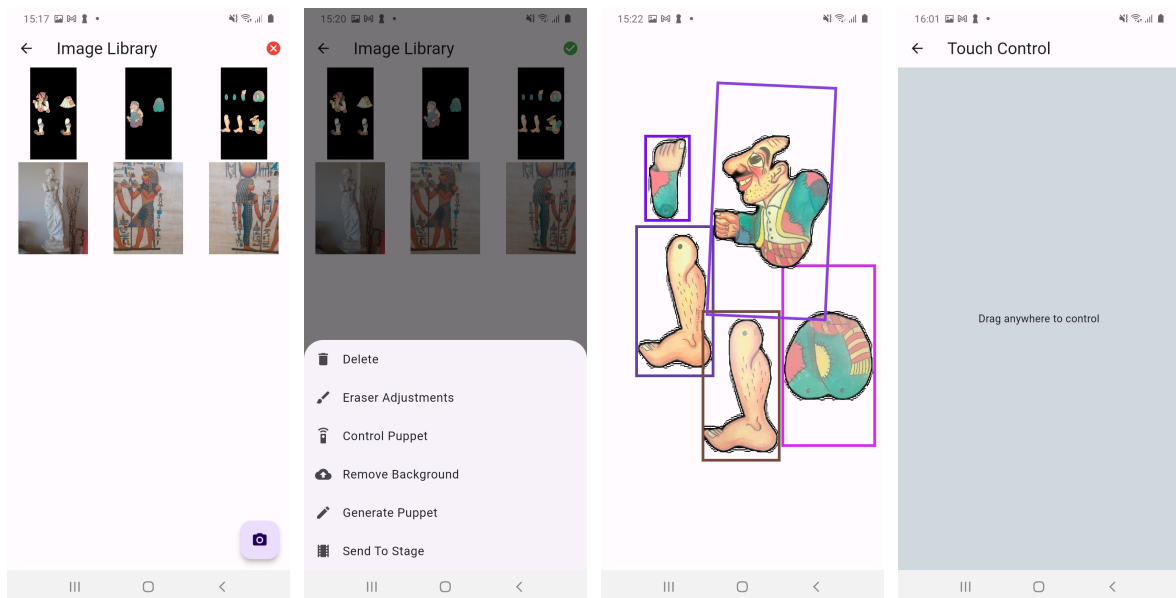 15:17
Image Library
15:20
Image Library
Delete
Eraser Adjustments
Control Puppet
Remove Background
Generate Puppet
Send To Stage
15:22
16:01
Touch Control
Drag anywhere to control